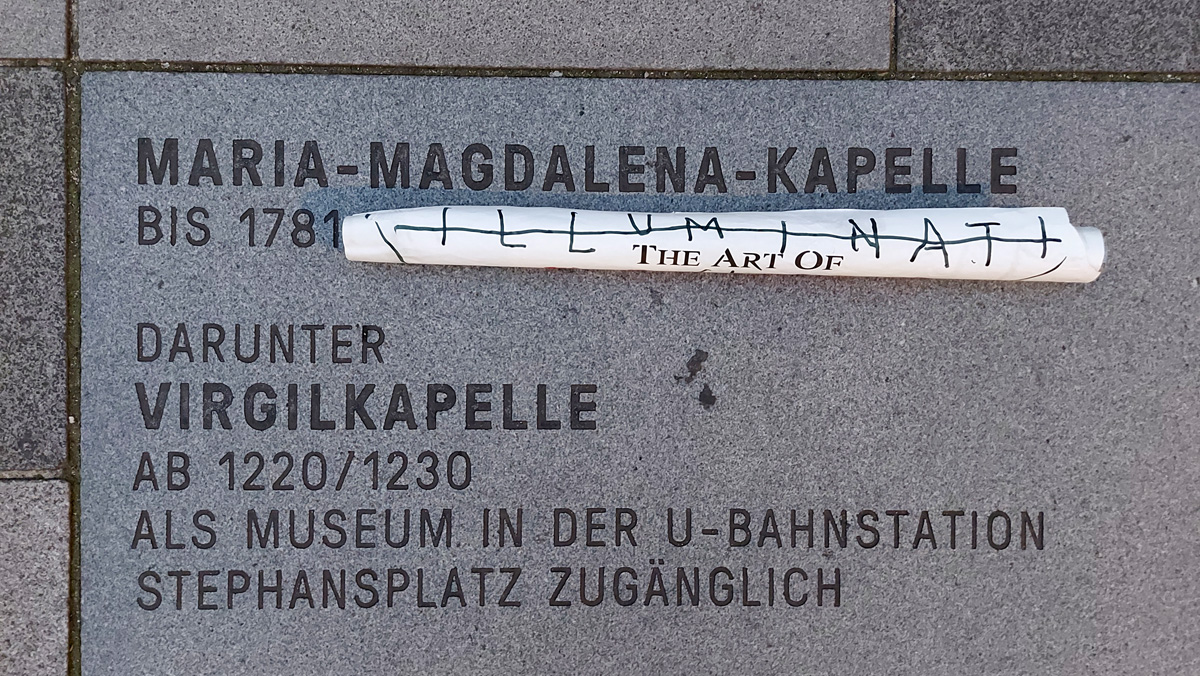 MARIA-MAGDALENA-KAPELLE
BIS 1781
ILLUMINATI
THE ART OF
DARUNTER
VIRGILKAPELLE
AB 1220/1230
ALS MUSEUM IN DER U-BAHNSTATION
STEPHANSPLATZ ZUGÄNGLICH